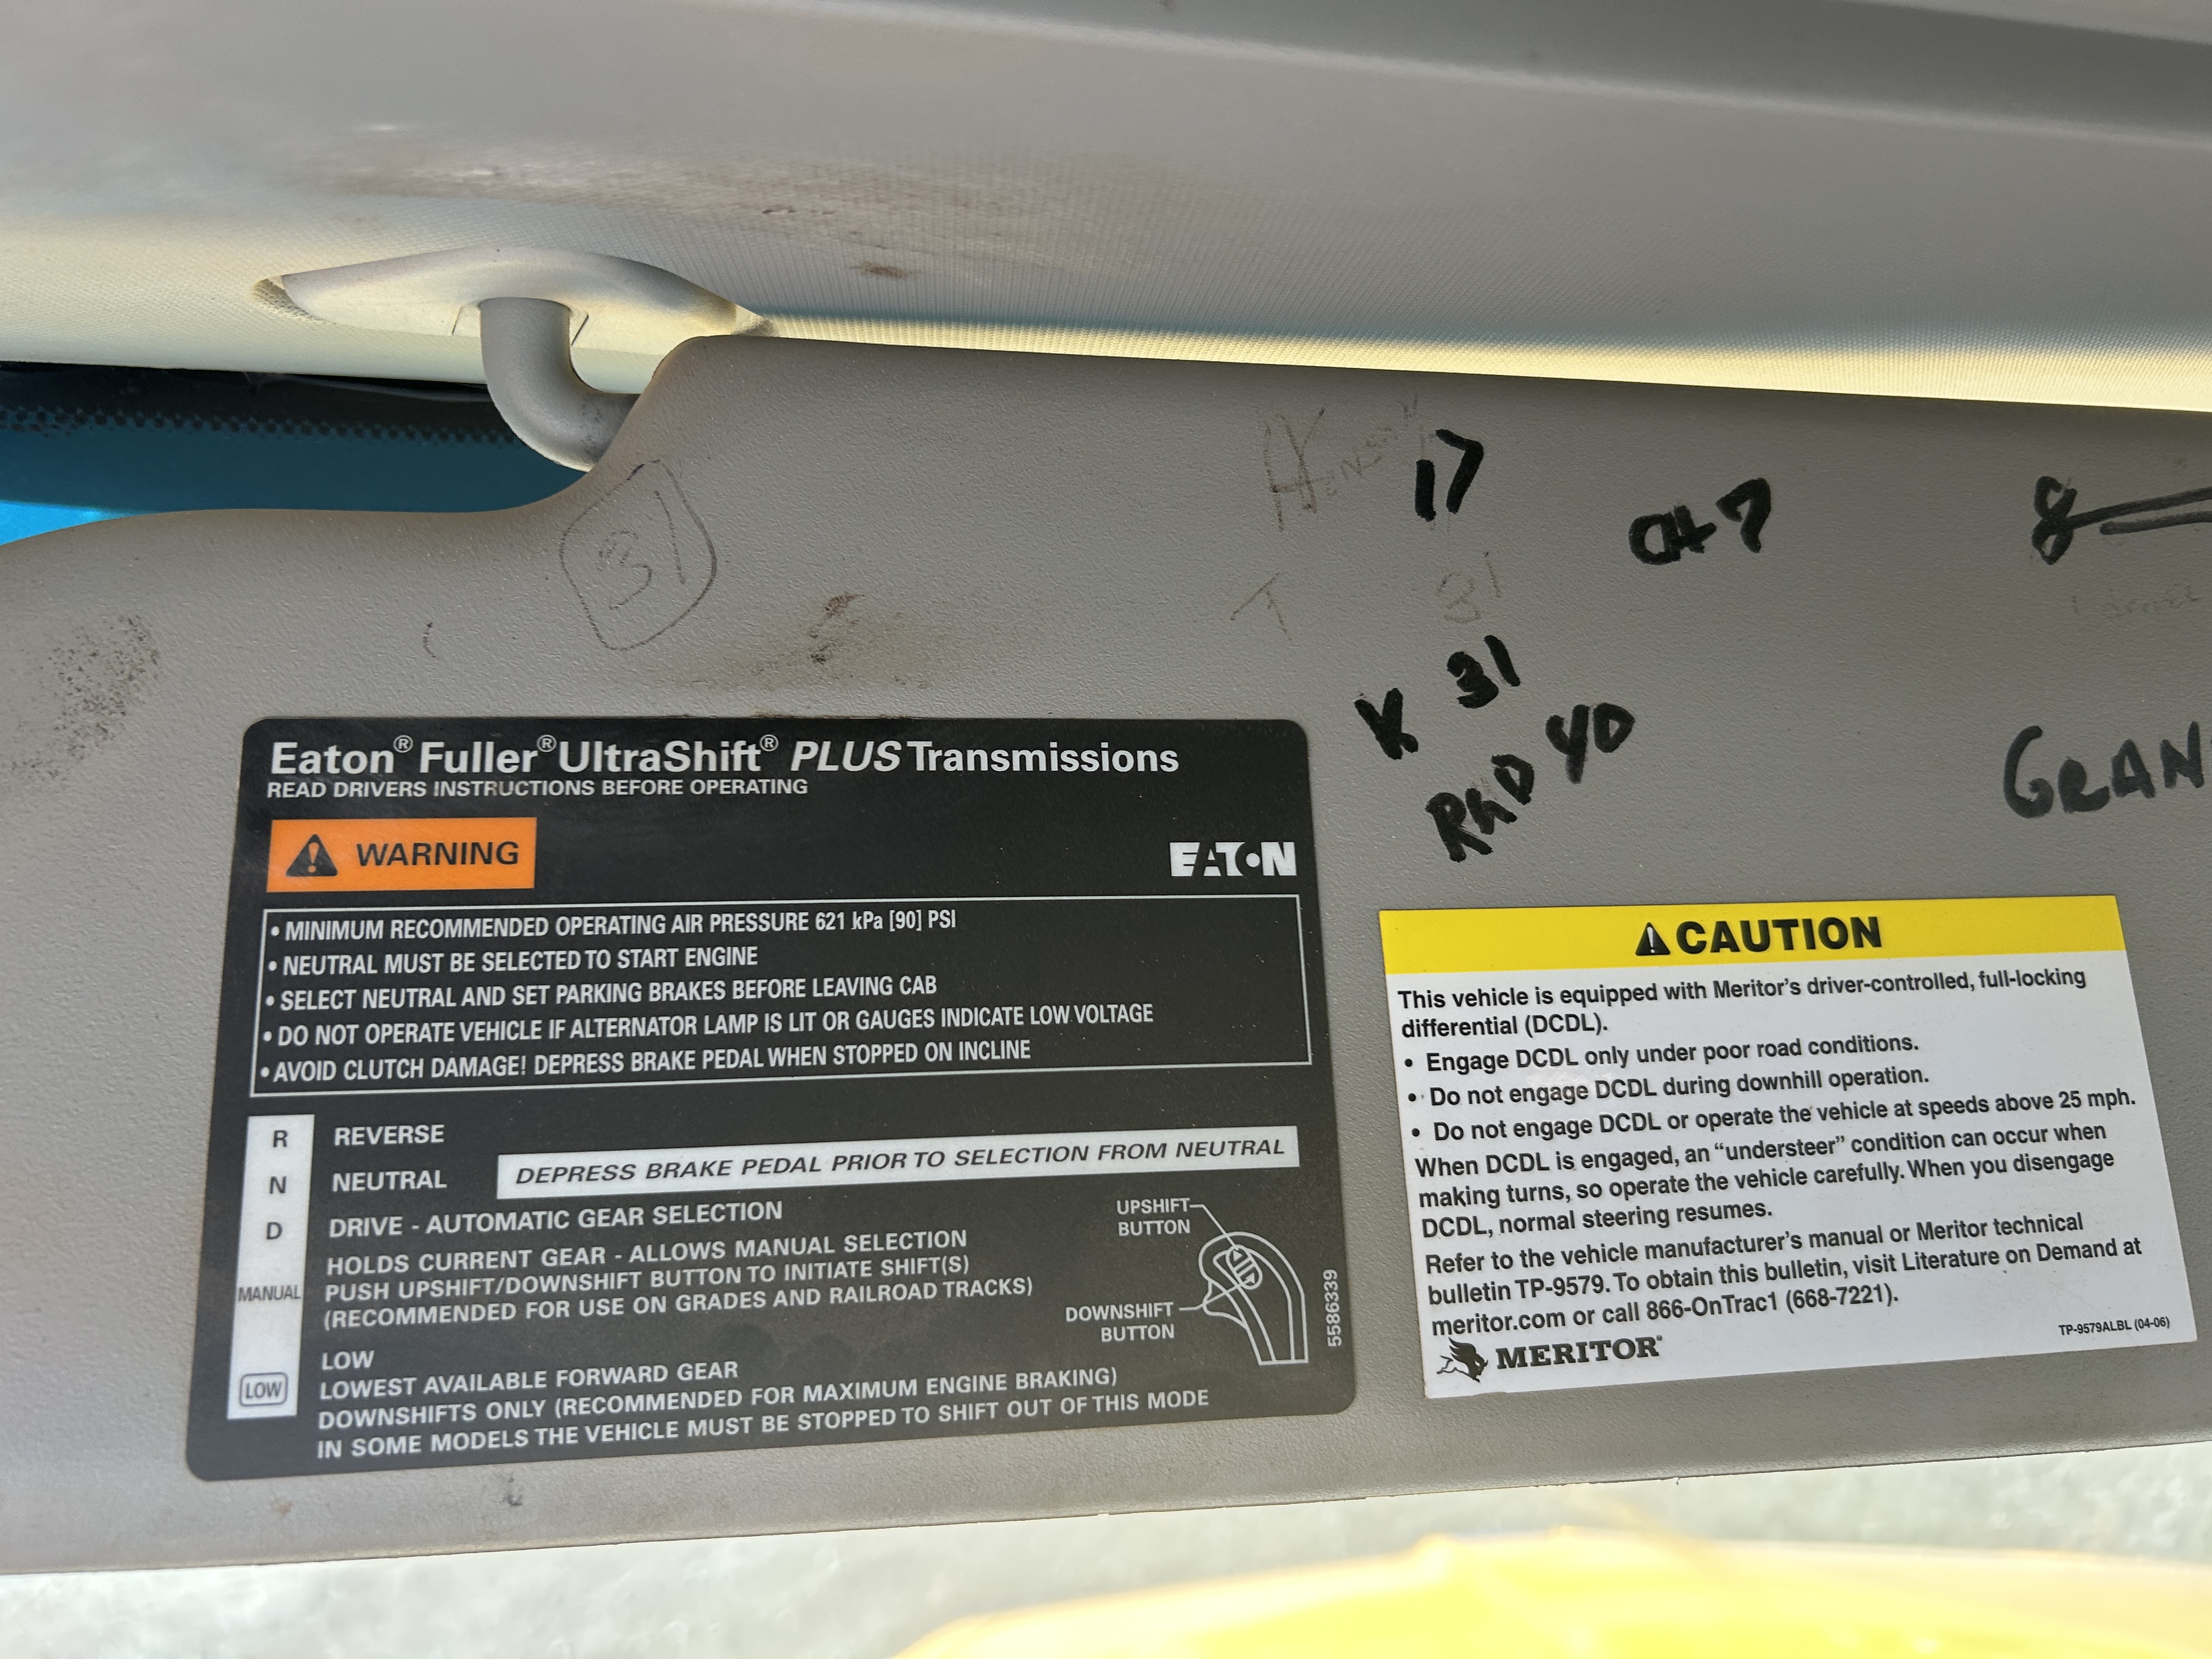 17
CH 7
8
31
31
K 31
RAD YD
GRAN
Eaton® Fuller® UltraShift® PLUS Transmissions
READ DRIVERS INSTRUCTIONS BEFORE OPERATING
WARNING
EATON
• MINIMUM RECOMMENDED OPERATING AIR PRESSURE 621 kPa [90] PSI
• NEUTRAL MUST BE SELECTED TO START ENGINE
• SELECT NEUTRAL AND SET PARKING BRAKES BEFORE LEAVING CAB
• DO NOT OPERATE VEHICLE IF ALTERNATOR LAMP IS LIT OR GAUGES INDICATE LOW VOLTAGE
• AVOID CLUTCH DAMAGE! DEPRESS BRAKE PEDAL WHEN STOPPED ON INCLINE
R REVERSE
N NEUTRAL
DEPRESS BRAKE PEDAL PRIOR TO SELECTION FROM NEUTRAL
D DRIVE - AUTOMATIC GEAR SELECTION
HOLDS CURRENT GEAR - ALLOWS MANUAL SELECTION
MANUAL PUSH UPSHIFT/DOWNSHIFT BUTTON TO INITIATE SHIFT(S)
(RECOMMENDED FOR USE ON GRADES AND RAILROAD TRACKS)
LOW
LOW LOWEST AVAILABLE FORWARD GEAR
DOWNSHIFTS ONLY (RECOMMENDED FOR MAXIMUM ENGINE BRAKING)
IN SOME MODELS THE VEHICLE MUST BE STOPPED TO SHIFT OUT OF THIS MODE
UPSHIFT
BUTTON
DOWNSHIFT
BUTTON
5586339
CAUTION
This vehicle is equipped with Meritor's driver-controlled, full-locking
differential (DCDL).
• Engage DCDL only under poor road conditions.
• Do not engage DCDL during downhill operation.
• Do not engage DCDL or operate the vehicle at speeds above 25 mph.
When DCDL is engaged, an “understeer” condition can occur when
making turns, so operate the vehicle carefully. When you disengage
DCDL, normal steering resumes.
Refer to the vehicle manufacturer's manual or Meritor technical
bulletin TP-9579. To obtain this bulletin, visit Literature on Demand at
meritor.com or call 866-OnTrac1 (668-7221).
MERITOR®
TP-9579ALBL (04-06)